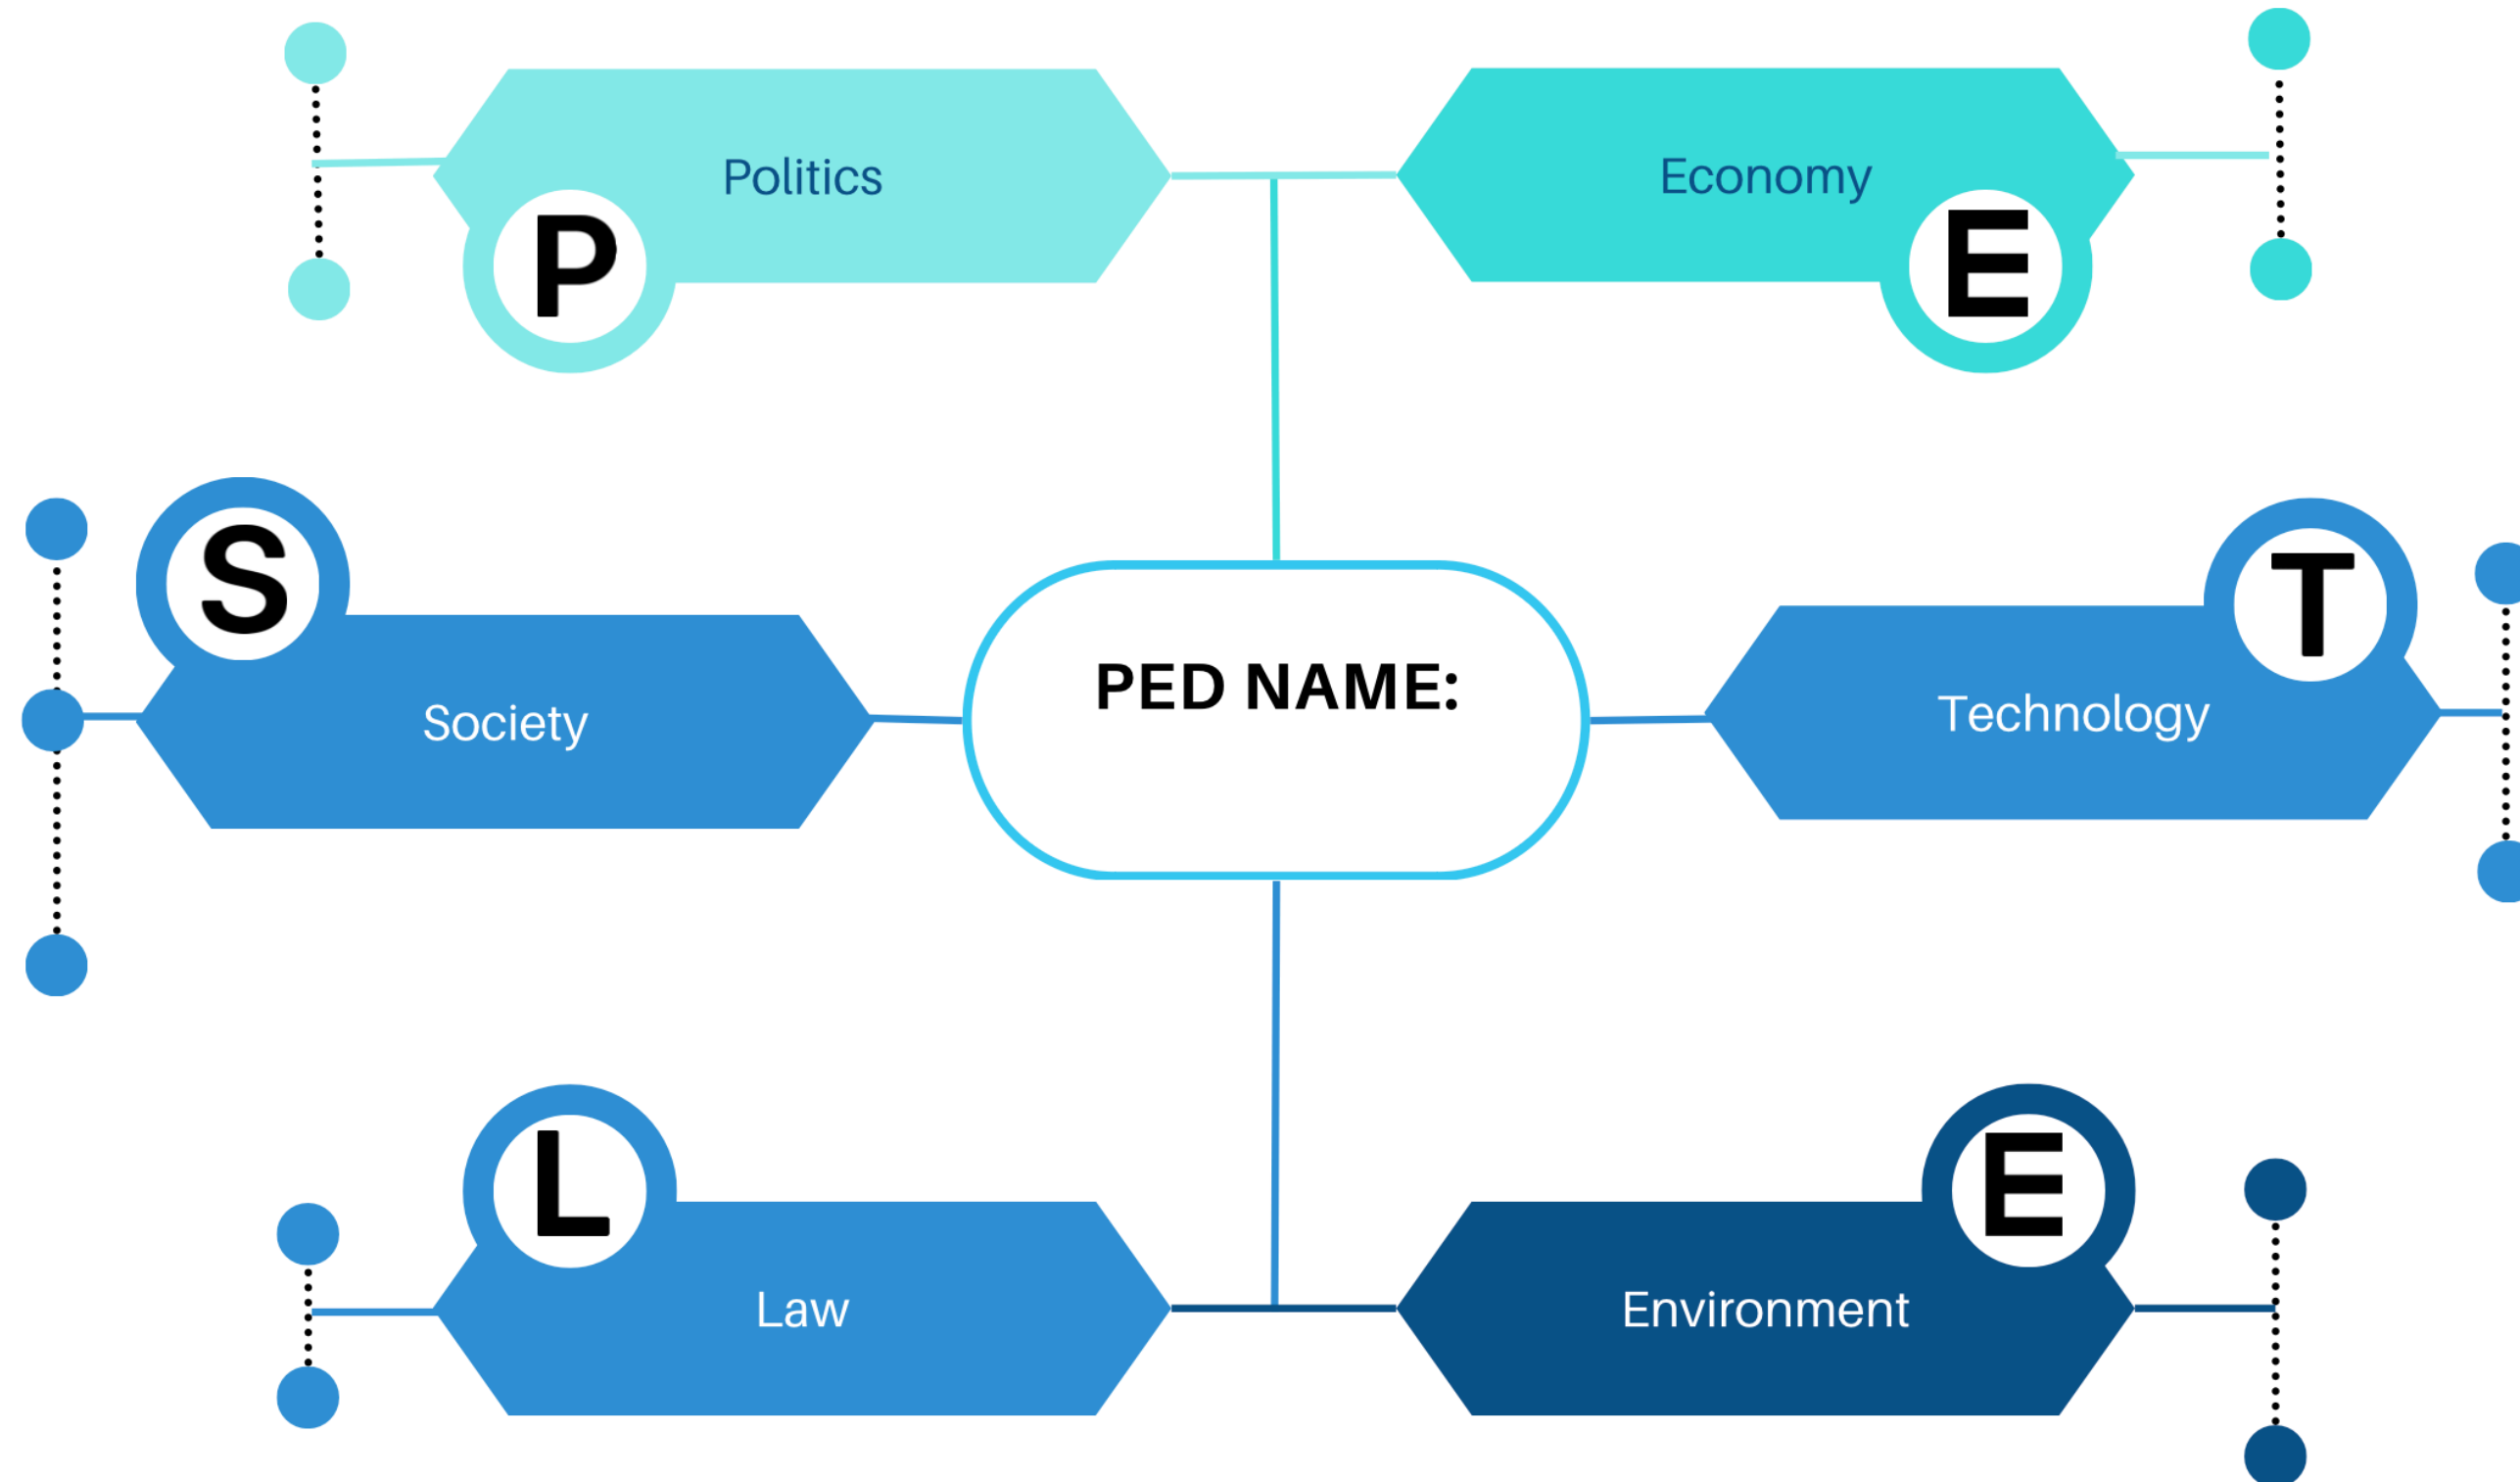 Politics
P
Economy
E
S
Society
PED NAME:
T
Technology
L
Law
E
Environment